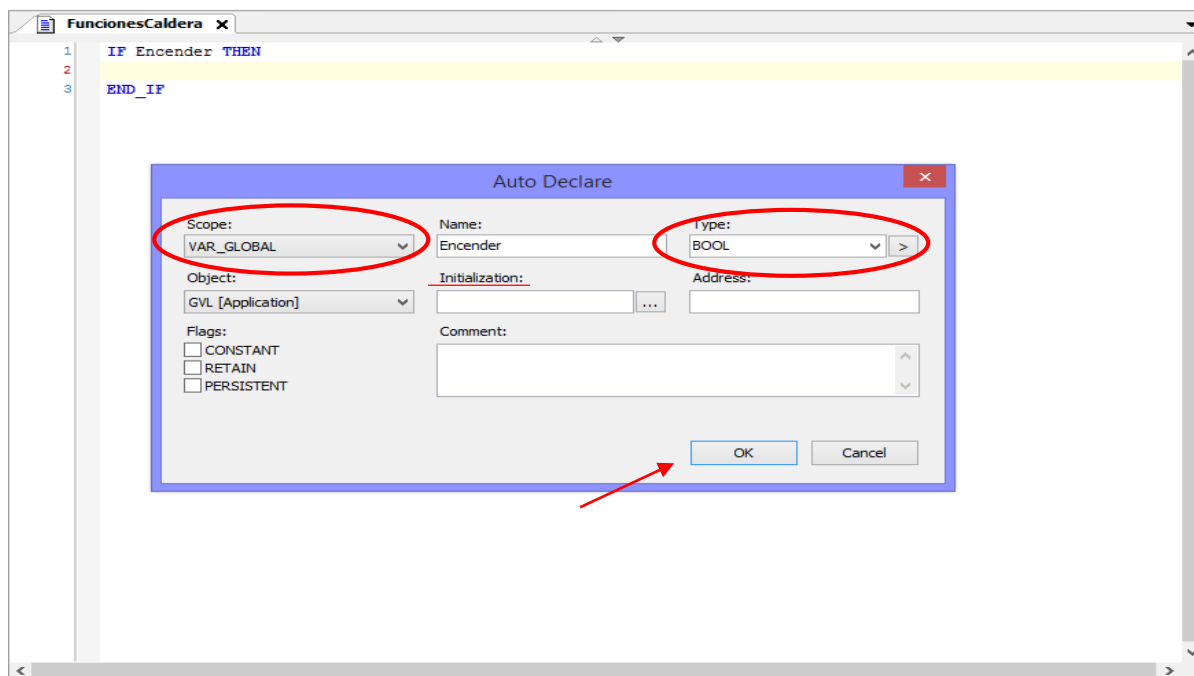 FuncionesCaldera
1 IF Encender THEN
2
3 END_IF
Auto Declare
Scope: Name: Type:
VAR_GLOBAL Encender BOOL >
Object: Initialization: Address:
GVL [Application] ...
Flags: Comment:
CONSTANT
RETAIN
PERSISTENT
OK Cancel